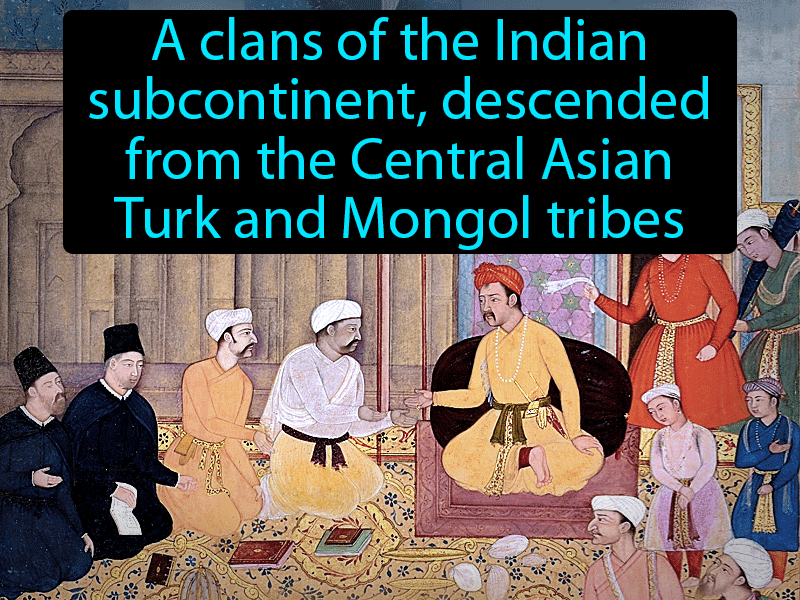 A clans of the Indian
subcontinent, descended
from the Central Asian
Turk and Mongol tribes